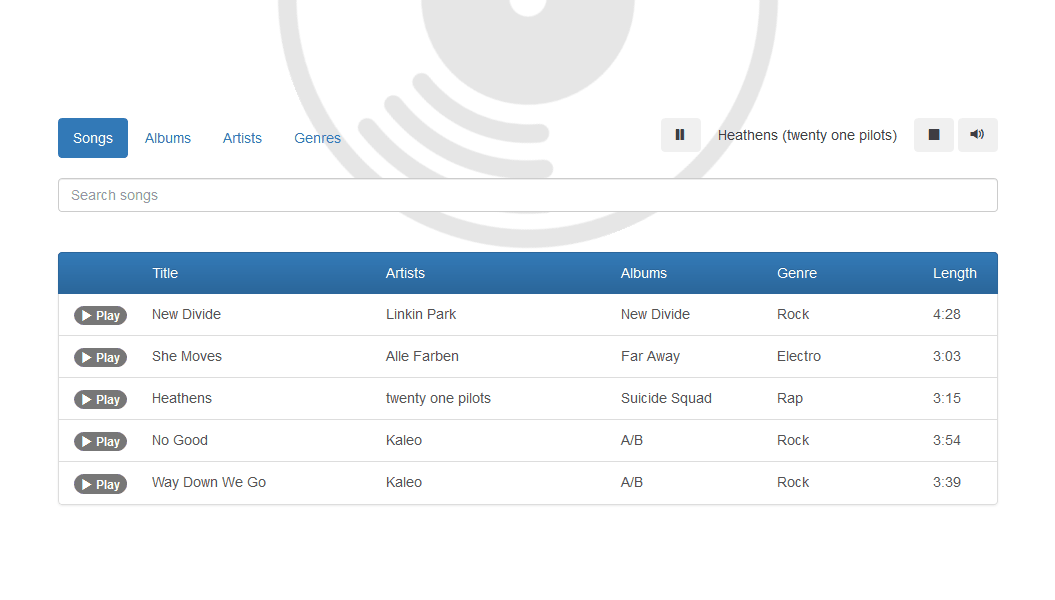 Songs Albums Artists Genres Heathens (twenty one pilots)
Search songs
Title Artists Albums Genre Length
Play New Divide Linkin Park New Divide Rock 4:28
Play She Moves Alle Farben Far Away Electro 3:03
Play Heathens twenty one pilots Suicide Squad Rap 3:15
Play No Good Kaleo A/B Rock 3:54
Play Way Down We Go Kaleo A/B Rock 3:39